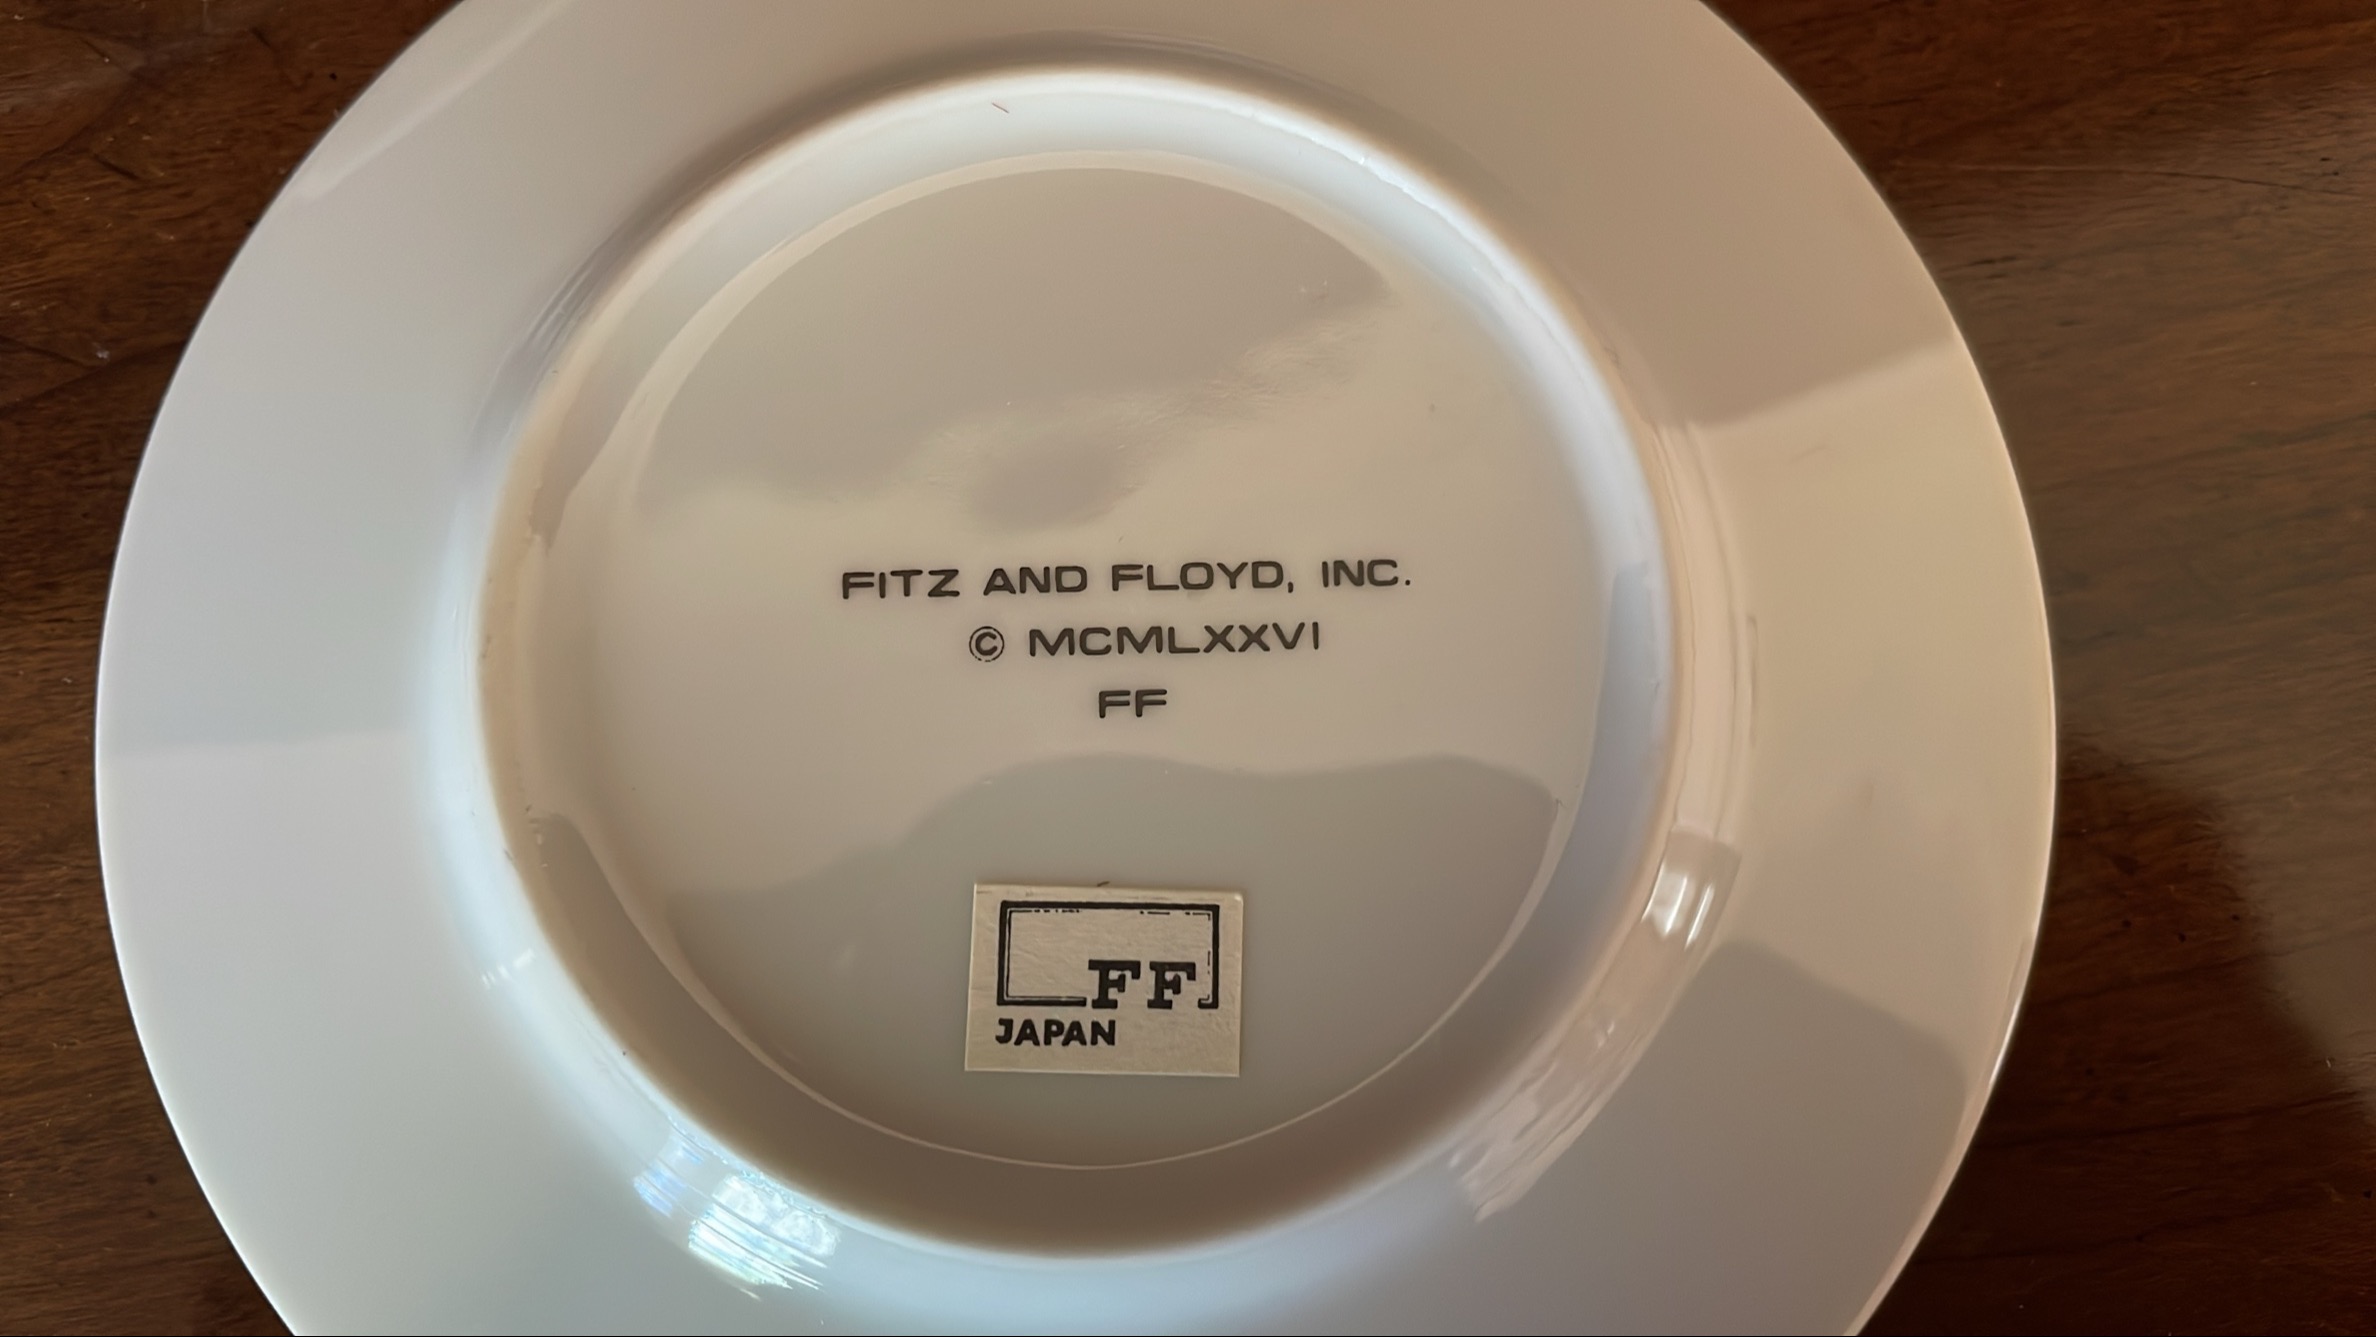 FITZ AND FLOYD, INC.
© MCMLXXVI
FF
FF
JAPAN